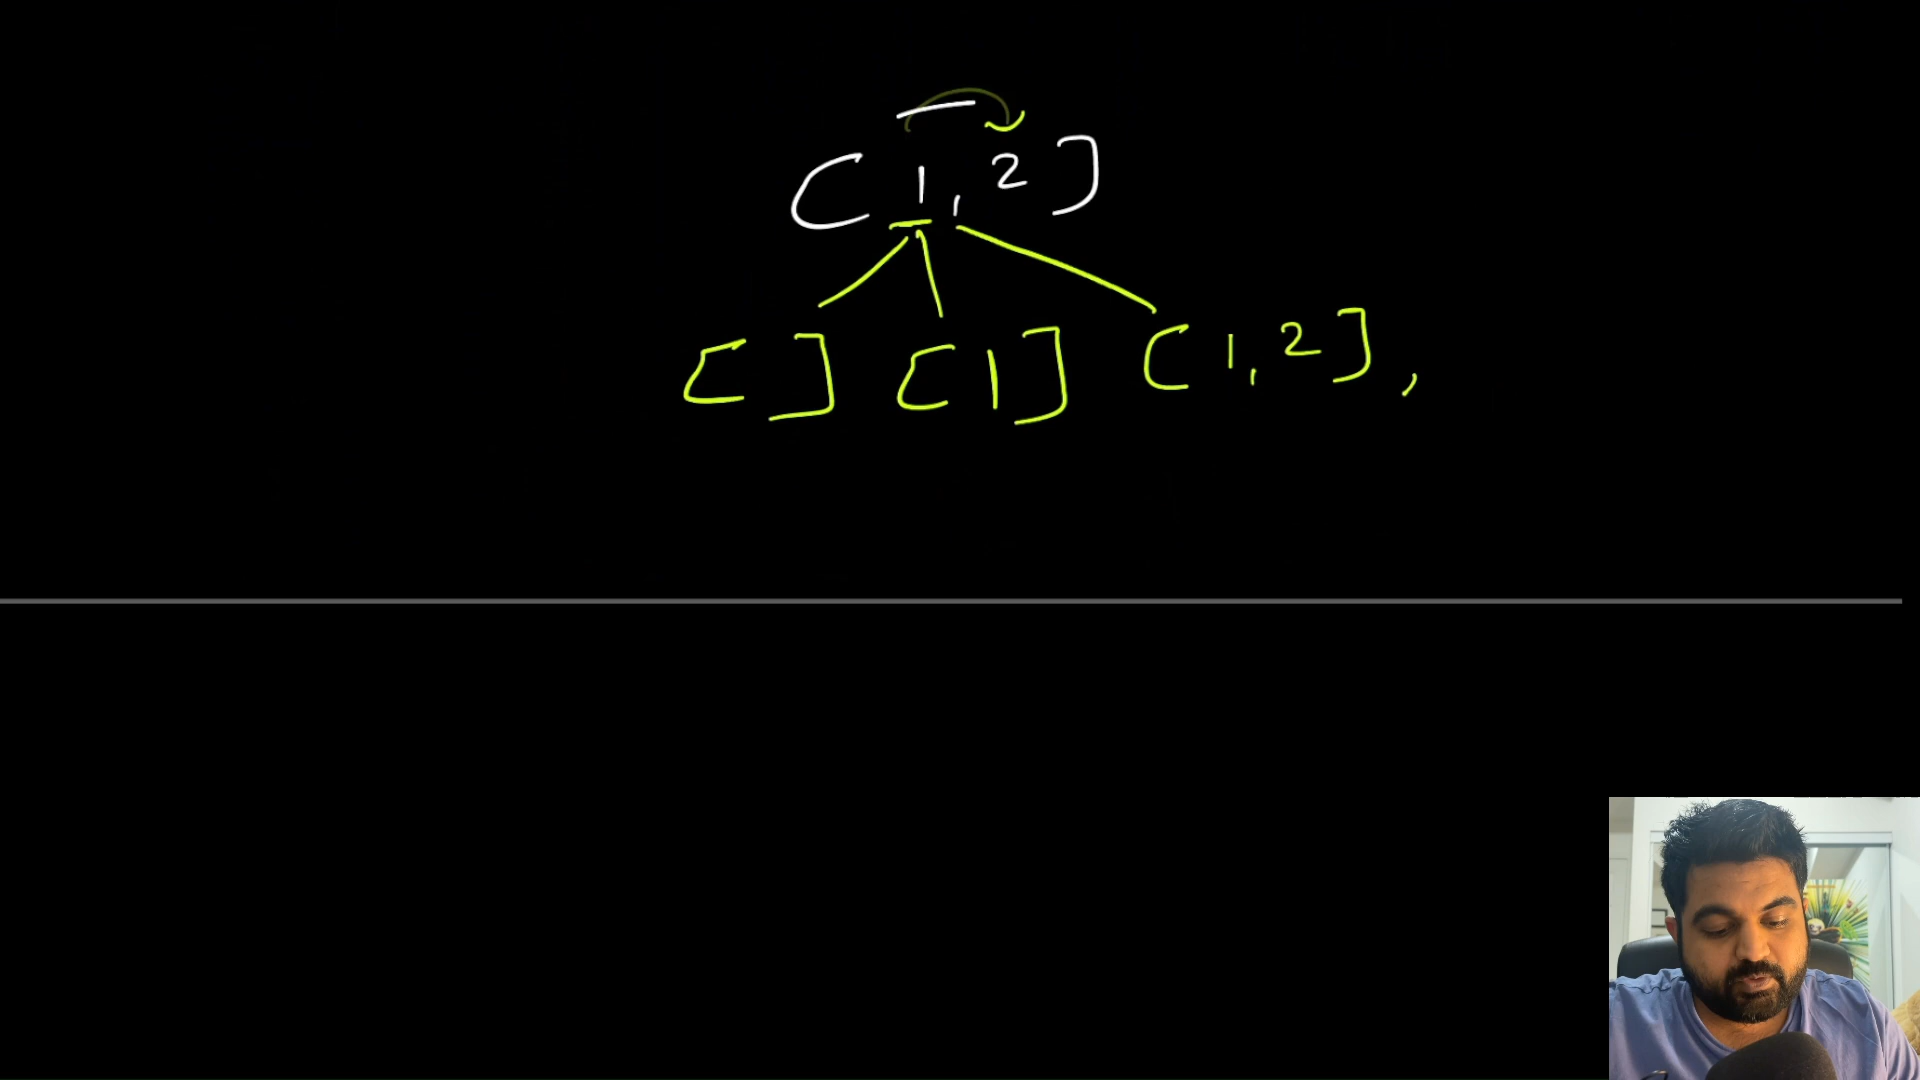 [ 1, 2 ]
[ ] [ 1 ] [ 1, 2 ] ,